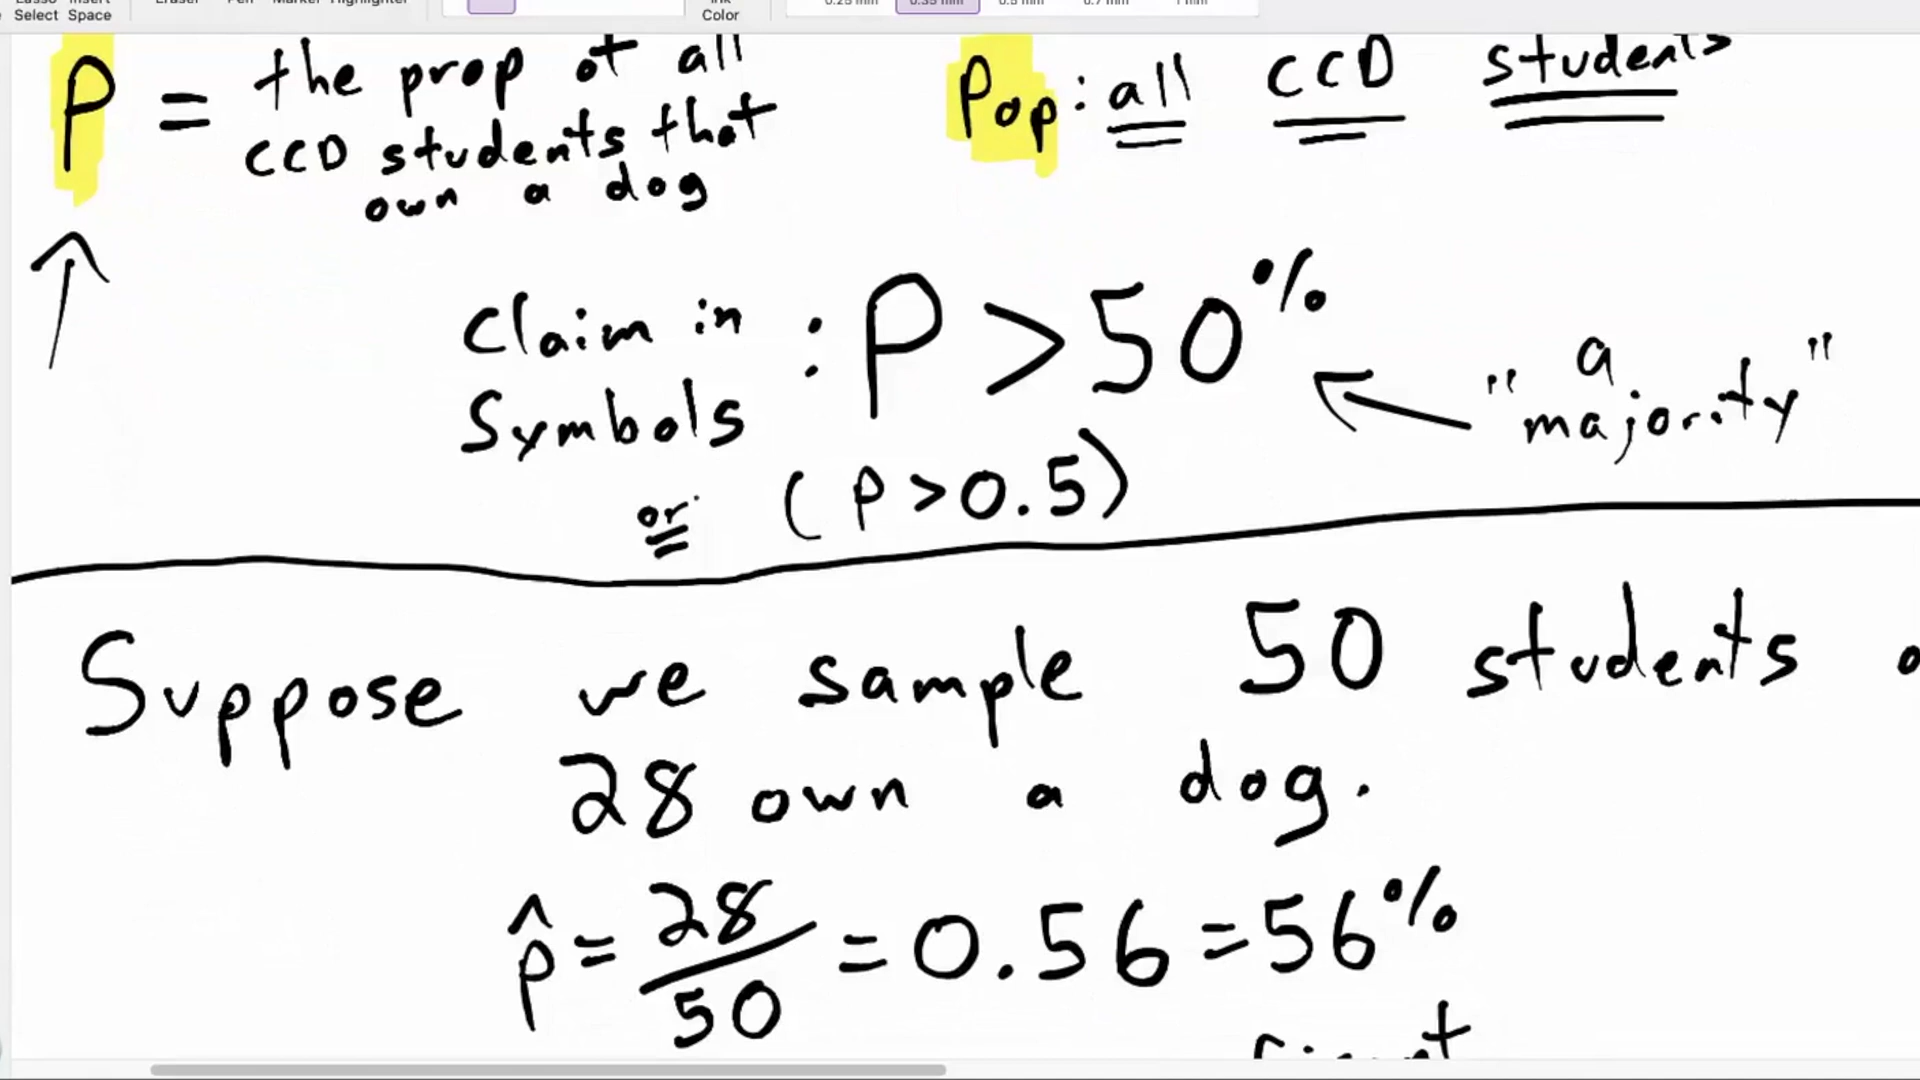 Select Space Color
P = the prop of all
CCD students that
own a dog
Pop: all CCD students
Claim in : P > 50%
Symbols
"a
majority"
or (P > 0.5)
Suppose we sample 50 students
28 own a dog.
p̂ = 28/50 = 0.56 = 56%